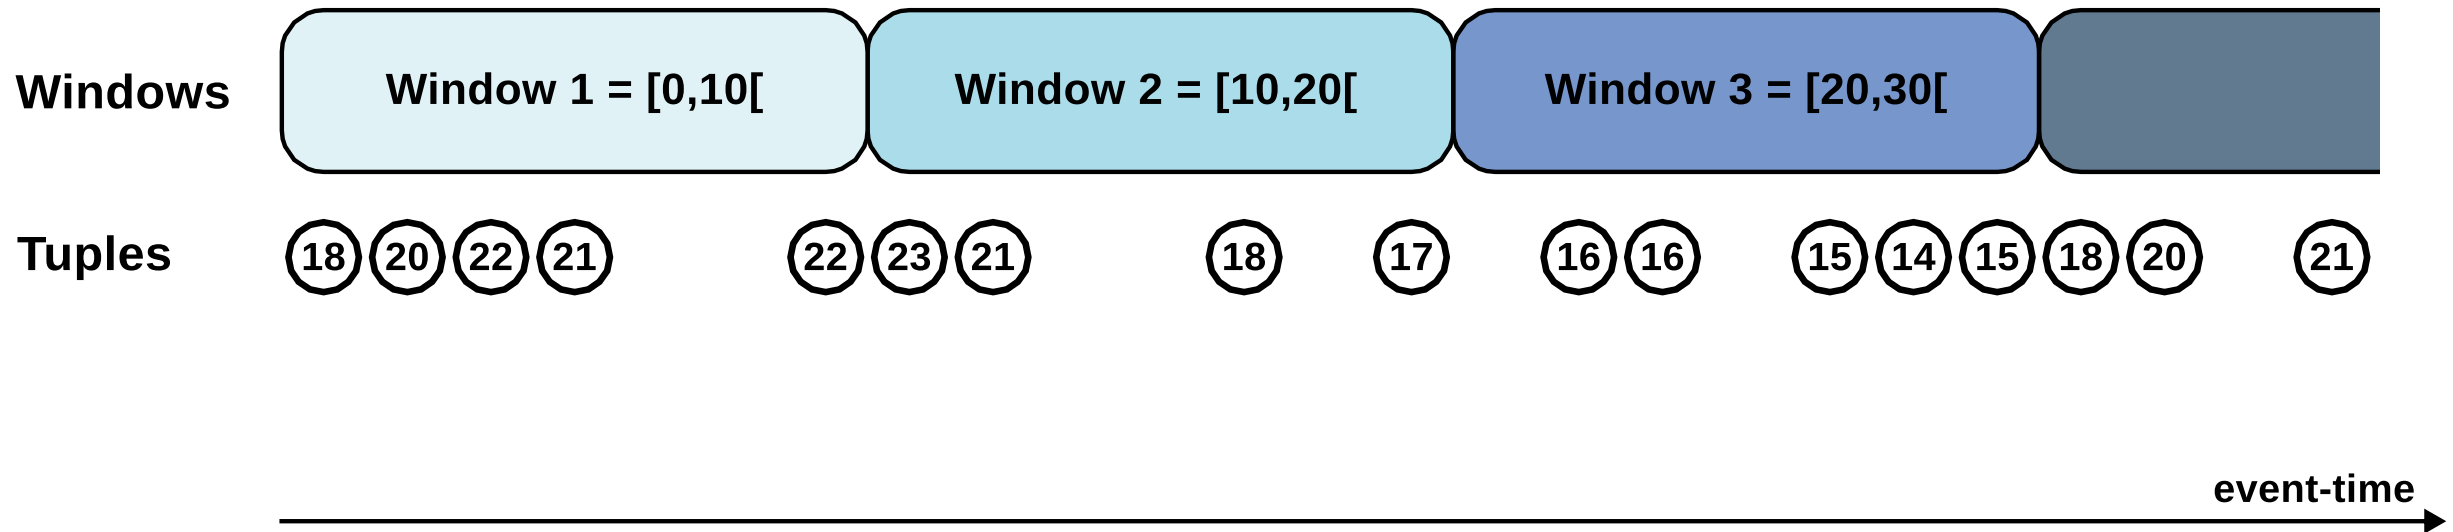 Windows
Window 1 = [0,10[
Window 2 = [10,20[
Window 3 = [20,30[
Tuples
18 20 22 21 22 23 21 18 17 16 16 15 14 15 18 20 21
event-time